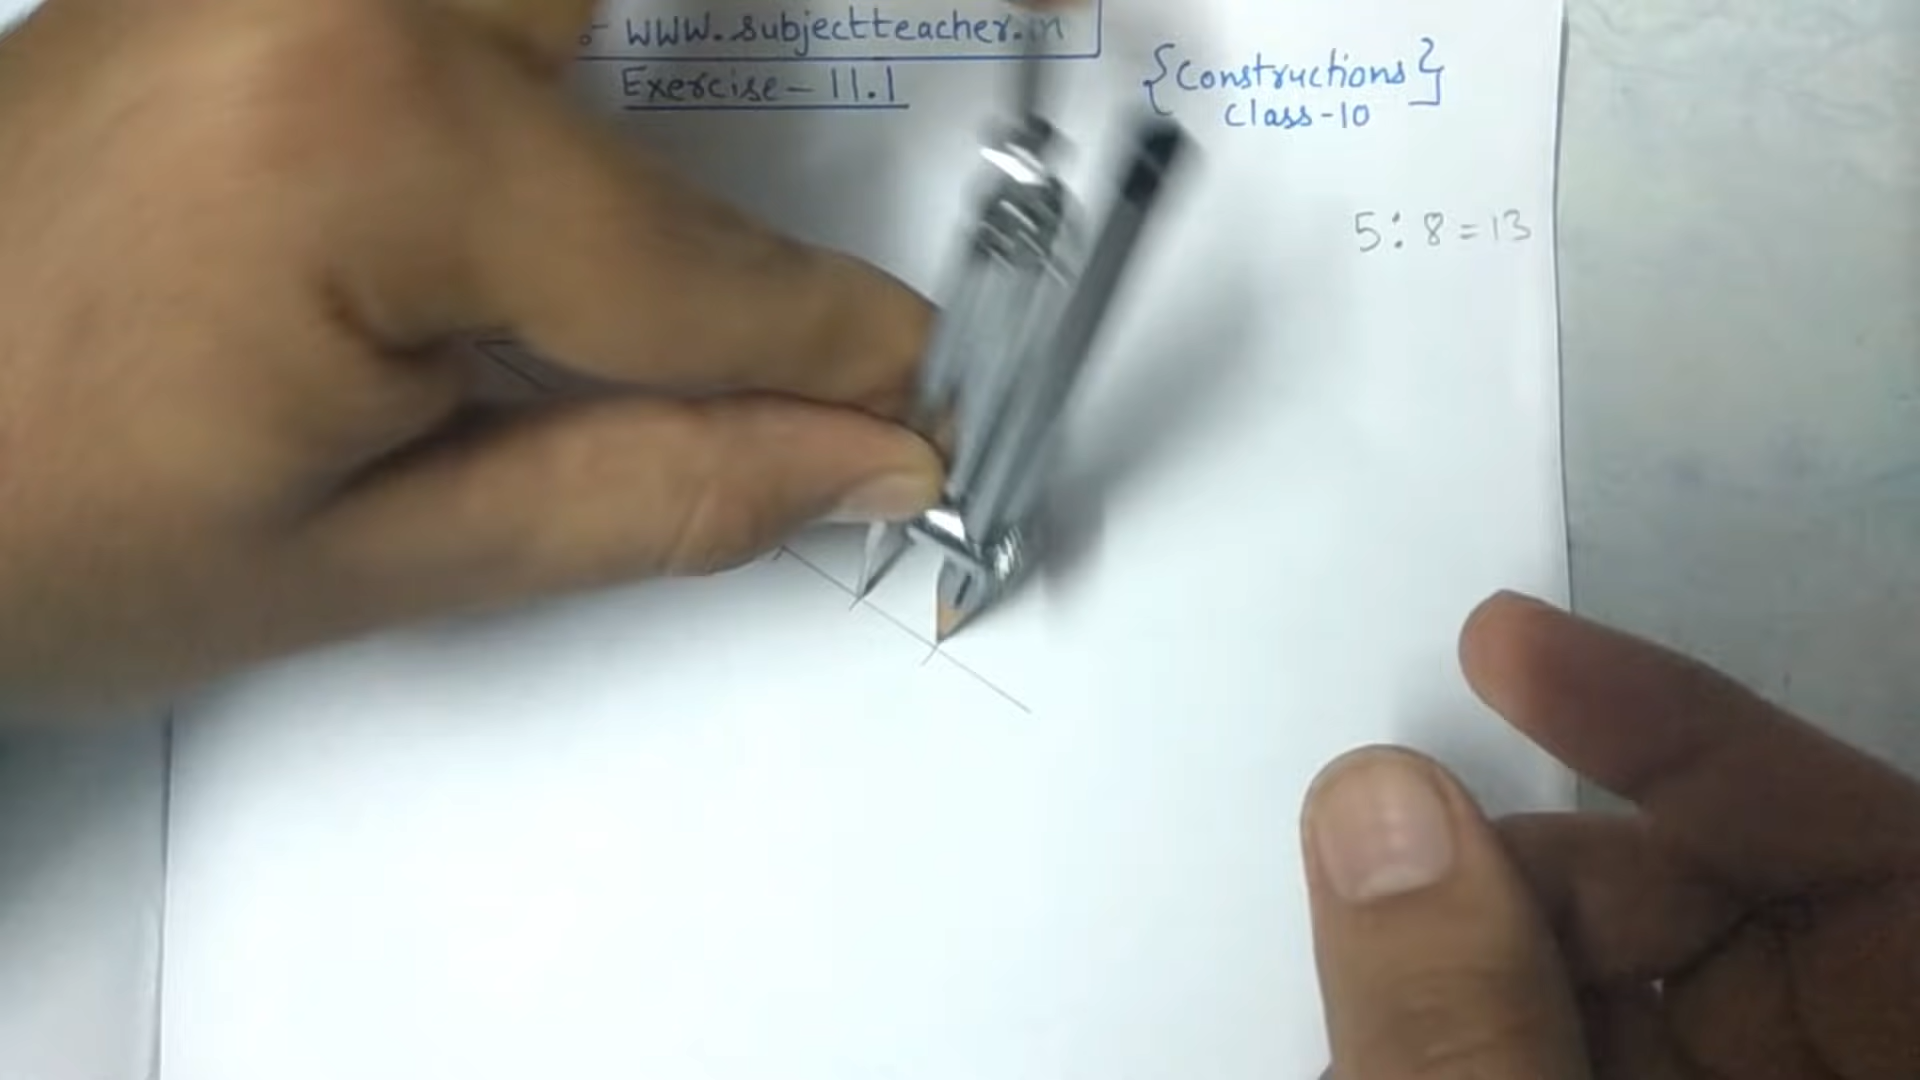 www.subjectteacher.in
Exercise - 11.1
{Constructions}
Class-10
5:8=13